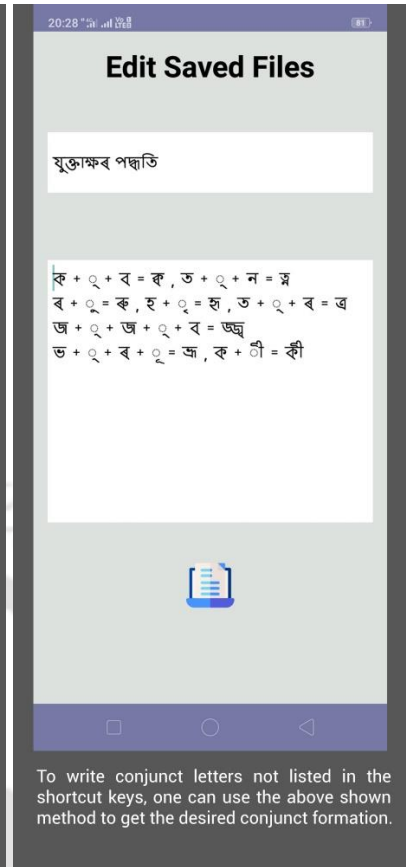 20:28
81
Edit Saved Files
যুক্তাক্ষৰ পদ্ধতি
ক + ্ + ব = ক্ব , ত + ্ + ন = ত্ন
ৰ + ু = ৰু , হ + ৃ = হৃ , ত + ্ + ৰ = ত্ৰ
জ + ্ + জ + ্ + ব = জ্জ্ব
ভ + ্ + ৰ + ূ = ভ্ৰূ , ক + ী = কী
To write conjunct letters not listed in the
shortcut keys, one can use the above shown
method to get the desired conjunct formation.